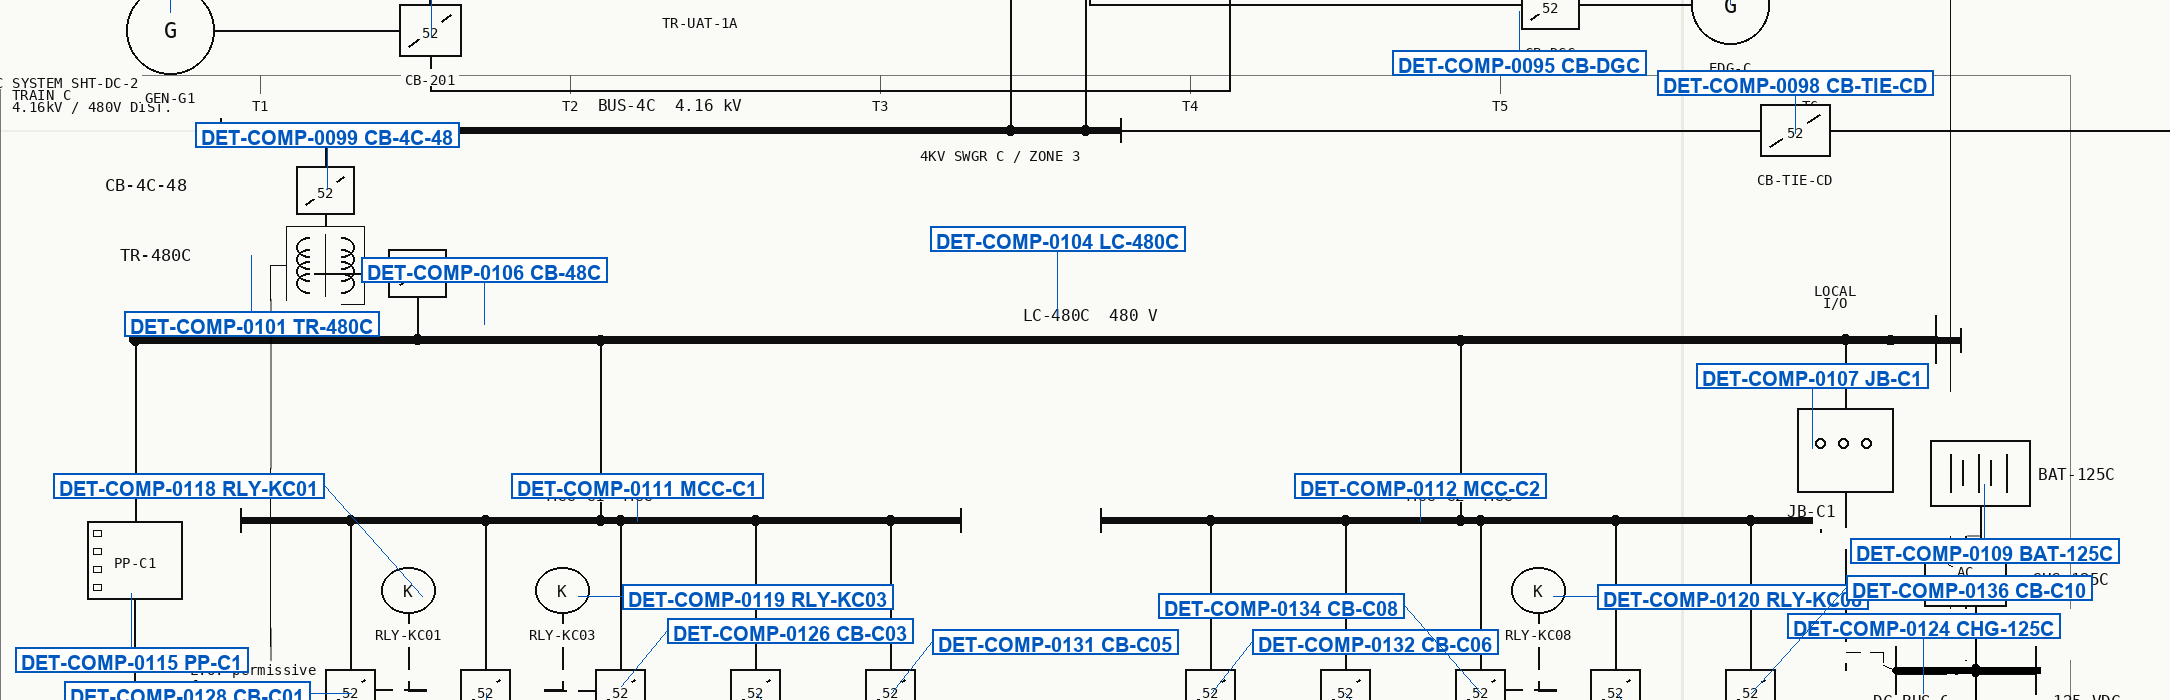 TR-UAT-1A
G
52
52
G
DET-COMP-0095 CB-DGC
C SYSTEM SHT-DC-2
CB-201
DET-COMP-0098 CB-TIE-CD
TRAIN C
GEN-G1
4.16kV / 480V DIST.
T1
T2
BUS-4C 4.16 kV
T3
T4
T5
DET-COMP-0099 CB-4C-48
52
4KV SWGR C / ZONE 3
CB-TIE-CD
CB-4C-48
52
DET-COMP-0104 LC-480C
TR-480C
DET-COMP-0106 CB-48C
LOCAL
I/O
LC-480C 480 V
DET-COMP-0101 TR-480C
DET-COMP-0107 JB-C1
BAT-125C
DET-COMP-0118 RLY-KC01
DET-COMP-0111 MCC-C1
DET-COMP-0112 MCC-C2
JB-C1
DET-COMP-0109 BAT-125C
PP-C1
AC
K
K
K
DET-COMP-0119 RLY-KC03
DET-COMP-0134 CB-C08
DET-COMP-0120 RLY-KC08
DET-COMP-0136 CB-C10
RLY-KC01
RLY-KC03
DET-COMP-0126 CB-C03
DET-COMP-0131 CB-C05
DET-COMP-0132 CB-C06
RLY-KC08
DET-COMP-0124 CHG-125C
DET-COMP-0115 PP-C1
DET-COMP-0128 CB-C01
52
52
52
52
52
52
52
52
52
52
DC BUS C
125 VDC